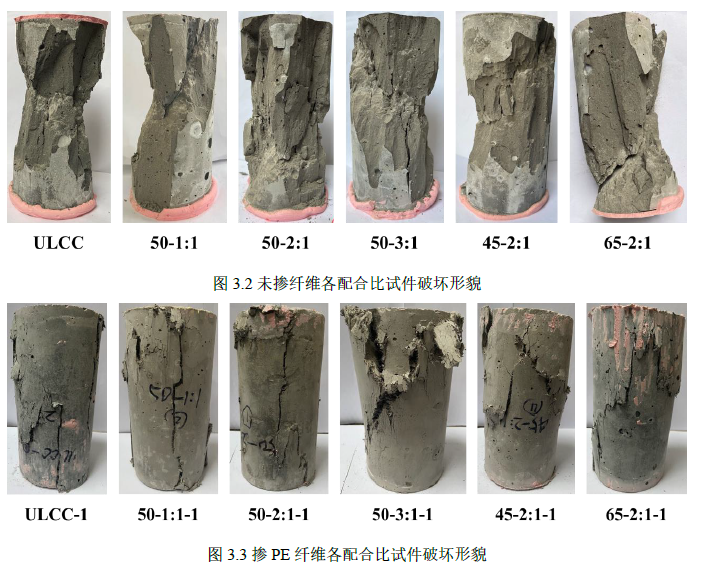 ULCC 50-1:1 50-2:1 50-3:1 45-2:1 65-2:1
图 3.2 未掺纤维各配合比试件破坏形貌
50-1:1
ULCC-1 50-1:1-1 50-2:1-1 50-3:1-1 45-2:1-1 65-2:1-1
图 3.3 掺 PE 纤维各配合比试件破坏形貌